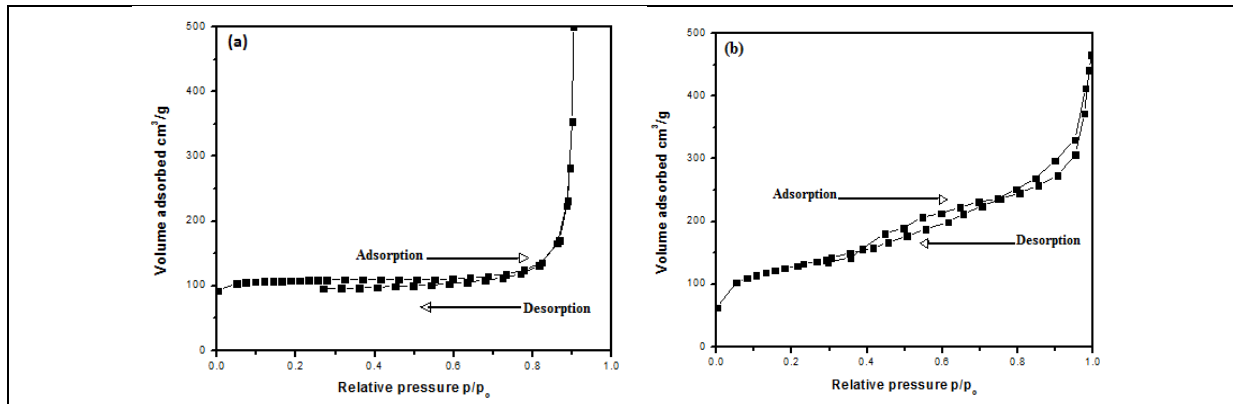 (a)
500
400
300
200
100
0
Volume adsorbed cm³/g
Adsorption
Desorption
0.0 0.2 0.4 0.6 0.8 1.0
Relative pressure p/pₒ
(b)
500
400
300
200
100
0
Volume adsorbed cm³/g
Adsorption
Desorption
0.0 0.2 0.4 0.6 0.8 1.0
Relative pressure p/pₒ